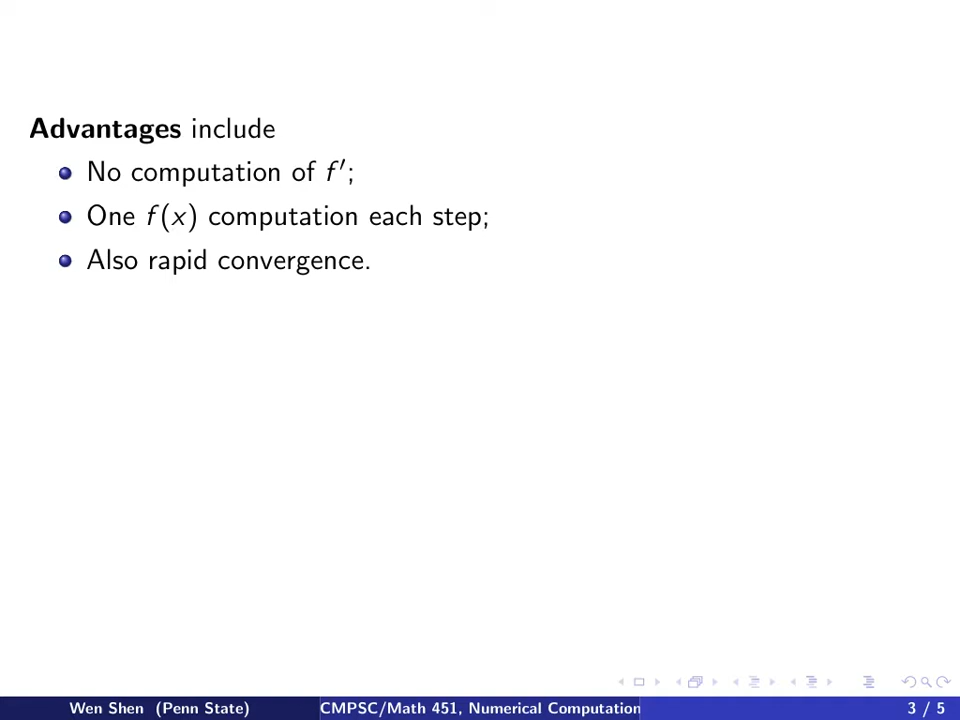 Advantages include
No computation of f′;
One f(x) computation each step;
Also rapid convergence.
Wen Shen (Penn State)
CMPSC/Math 451, Numerical Computation
3 / 5